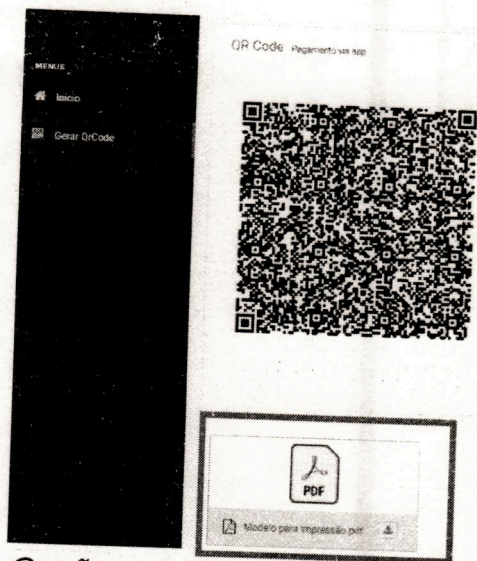 QR Code Pagamento via app
MENUS
Início
Gerar QrCode
PDF
Modelo para impressão.pdf